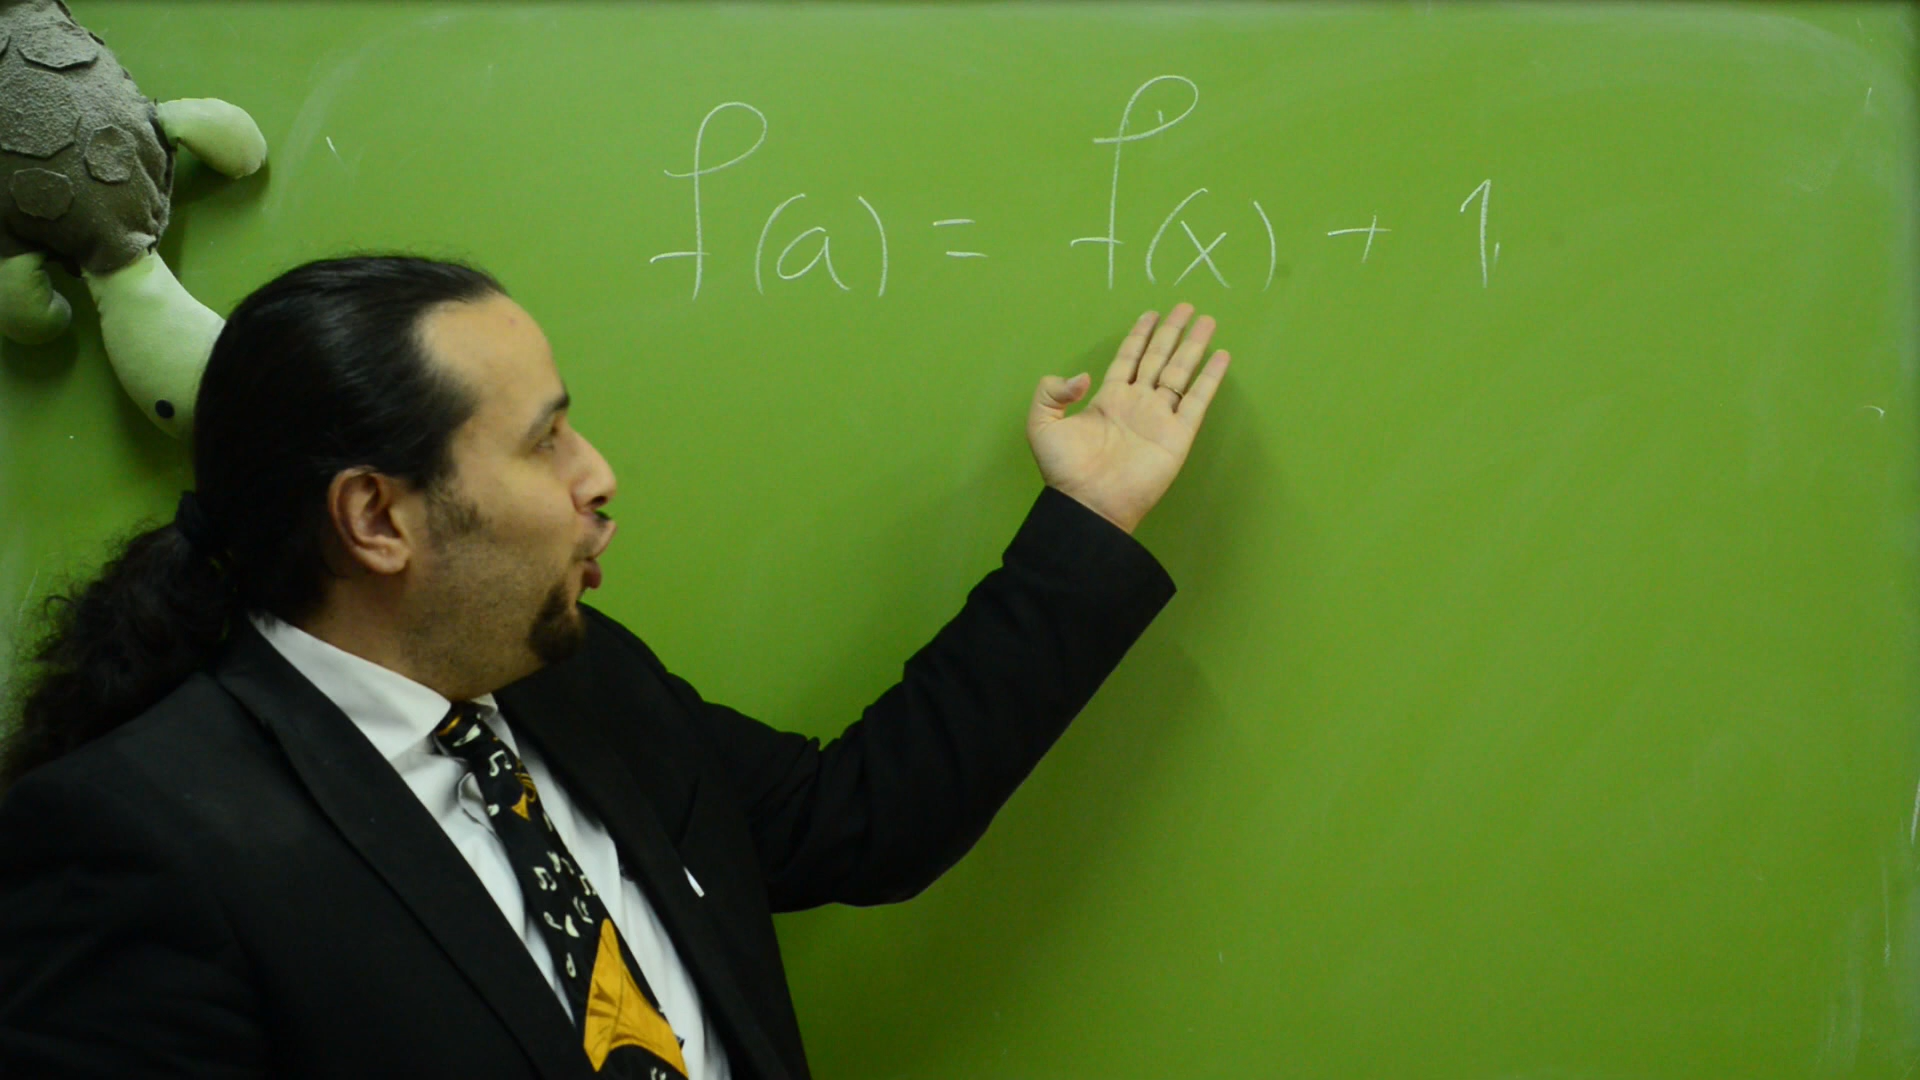 f(a) = f(x) + 1